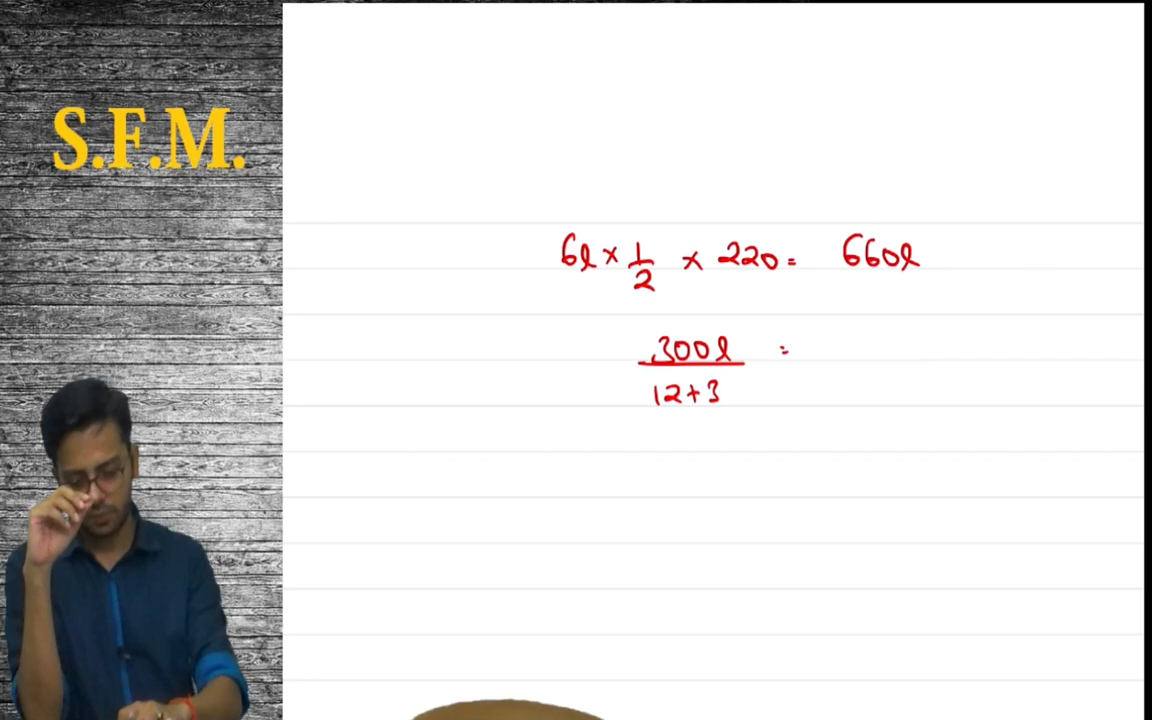 S.F.M.
6l × 1/2 × 220 = 660l
300l =
12+3